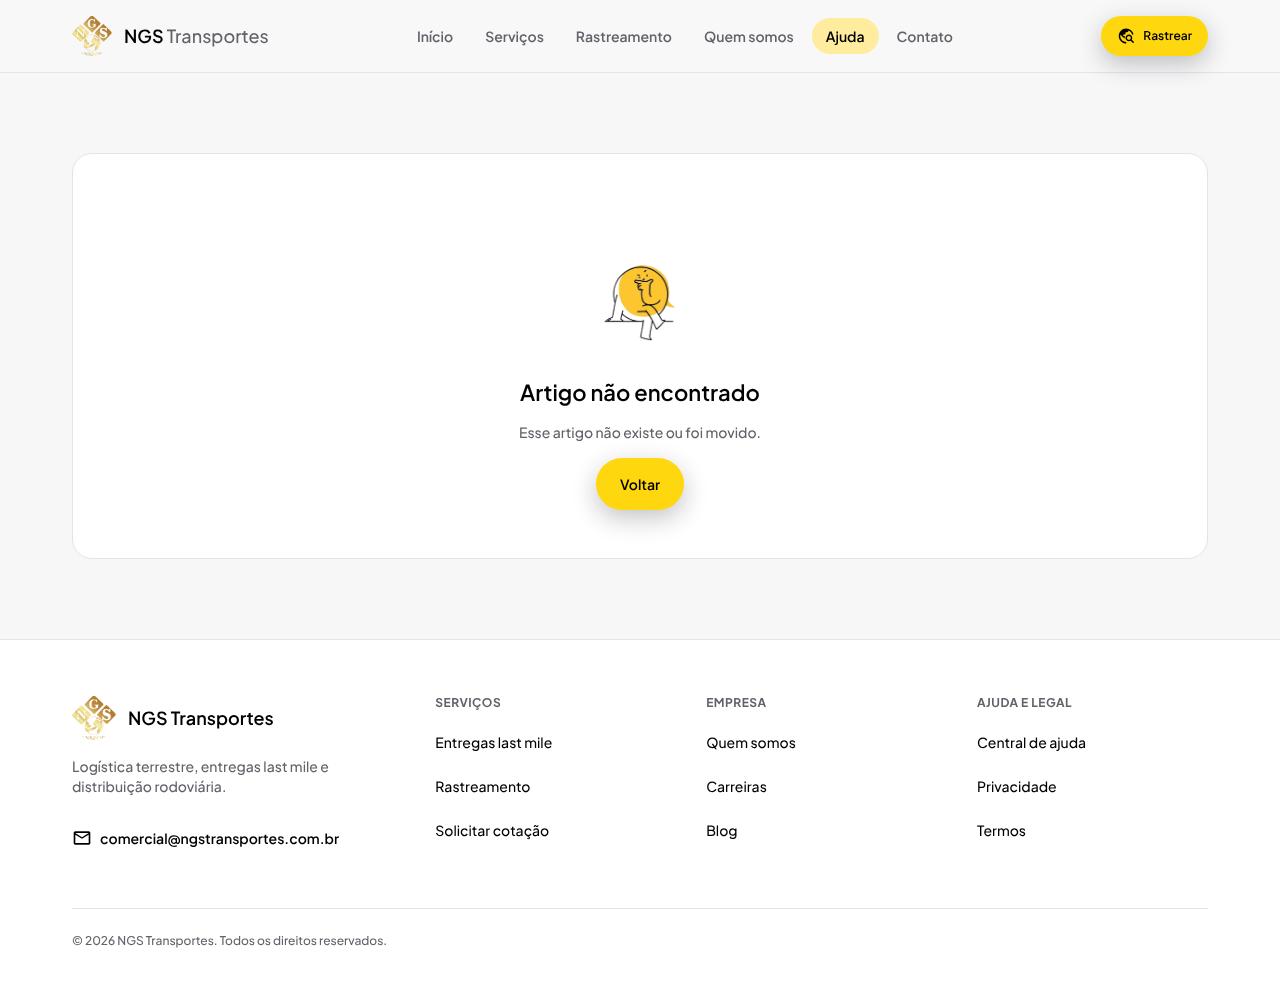 NGS Transportes
Início
Serviços
Rastreamento
Quem somos
Ajuda
Contato
Rastrear
Artigo não encontrado
Esse artigo não existe ou foi movido.
Voltar
NGS Transportes
Logística terrestre, entregas last mile e
distribuição rodoviária.
comercial@ngstransportes.com.br
SERVIÇOS
Entregas last mile
Rastreamento
Solicitar cotação
EMPRESA
Quem somos
Carreiras
Blog
AJUDA E LEGAL
Central de ajuda
Privacidade
Termos
© 2026 NGS Transportes. Todos os direitos reservados.